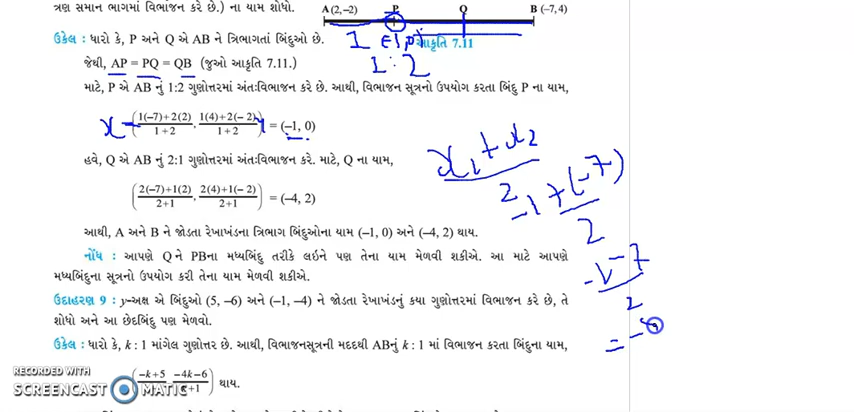 ત્રણ સમાન ભાગમાં વિભાજન કરે છે.) ના યામ શોધો.
A (2, –2) P Q B (–7, 4)
1
આકૃતિ 7.11
1 : 2
ઉકેલ : ધારો કે, P અને Q એ AB ને ત્રિભાગતાં બિંદુઓ છે.
જેથી, AP = PQ = QB (જુઓ આકૃતિ 7.11.)
માટે, P એ AB નું 1:2 ગુણોત્તરમાં અંતઃવિભાજન કરે છે. આથી, વિભાજન સૂત્રનો ઉપયોગ કરતા બિંદુ P ના યામ,
x (1(–7)+2(2)/1+2, 1(4)+2(–2)/1+2) y = (–1, 0)
હવે, Q એ AB નું 2:1 ગુણોત્તરમાં અંતઃવિભાજન કરે છે. માટે, Q ના યામ,
(2(–7)+1(2)/2+1, 2(4)+1(–2)/2+1) = (–4, 2)
આથી, A અને B ને જોડતા રેખાખંડના ત્રિભાગ બિંદુઓના યામ (–1, 0) અને (–4, 2) થાય.
નોંધ : આપણે Q ને PBના મધ્યબિંદુ તરીકે લઇને પણ તેના યામ મેળવી શકીએ. આ માટે આપણે
મધ્યબિંદુના સૂત્રનો ઉપયોગ કરી તેના યામ મેળવી શકીએ.
ઉદાહરણ 9 : y–અક્ષ એ બિંદુઓ (5, –6) અને (–1, –4) ને જોડતા રેખાખંડનું કયા ગુણોત્તરમાં વિભાજન કરે છે, તે
શોધો અને આ છેદબિંદુ પણ મેળવો.
ઉકેલ : ધારો કે, k : 1 માંગેલ ગુણોત્તર છે. આથી, વિભાજનસૂત્રની મદદથી ABનું k : 1 માં વિભાજન કરતા બિંદુના યામ,
થાય.
x₁ + x₂
2
-1 + (-7)
2
-1 - 7
2
= -8
RECORDED WITH
SCREENCAST MATIC